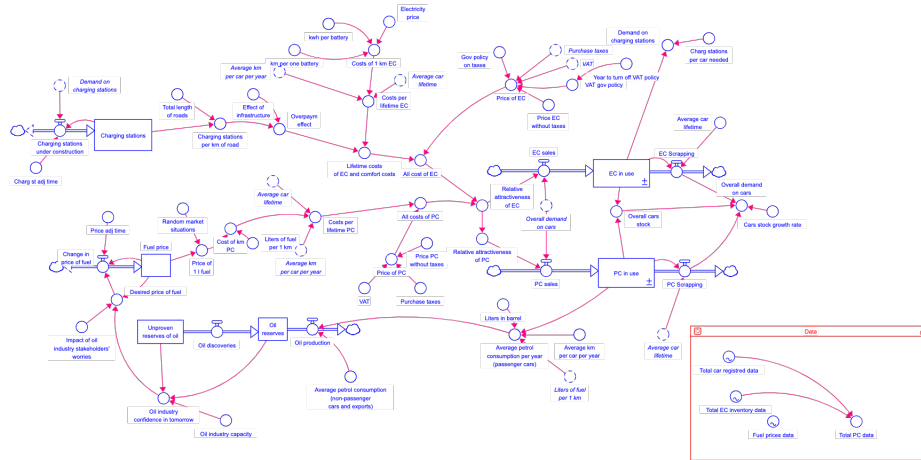 Electricity
price
kwh per battery
km per one battery
Costs of 1 km EC
Average km
per car per year
Average car
lifetime
Costs per
lifetime EC
Demand on
charging stations
Total length
of roads
Effect of
infrastructure
Overpaym
effect
Charging stations
Charging stations
under construction
Charging stations
per km of road
Charg st adj time
Lifetime costs
of EC and comfort costs
All cost of EC
Gov policy
on taxes
Purchase taxes
VAT
Year to turn off VAT policy
VAT gov policy
Price of EC
Price EC
without taxes
Demand on
charging stations
Charg stations
per car needed
Average car
lifetime
EC sales
EC in use
EC Scrapping
Relative
attractiveness
of EC
Overall demand
on cars
Overall cars
stock
Overall demand
on cars
Cars stock growth
rate
Average car
lifetime
Random market
situations
Price adj time
Liters of fuel
per 1 km
Costs per
lifetime PC
All costs of PC
Cost of km
PC
Fuel price
Change in
price of fuel
Price of
1 l fuel
Average km
per car per year
Price PC
without taxes
Price of PC
VAT
Purchase taxes
Relative
attractiveness
of PC
PC sales
PC in use
PC Scrapping
Desired price of fuel
Impact of oil
industry stakeholders'
worries
Unproven
reserves of oil
Oil discoveries
Oil
reserves
Oil production
Liters in barrel
Average petrol
consumption per year
(passenger cars)
Average km
per car per year
Average car
lifetime
Liters of fuel
per 1 km
Average petrol consumption
(non-passenger
cars and exports)
Oil industry
confidence in tomorrow
Oil industry capacity
Data
Total car registred data
Total EC inventory data
Fuel prices data
Total PC data